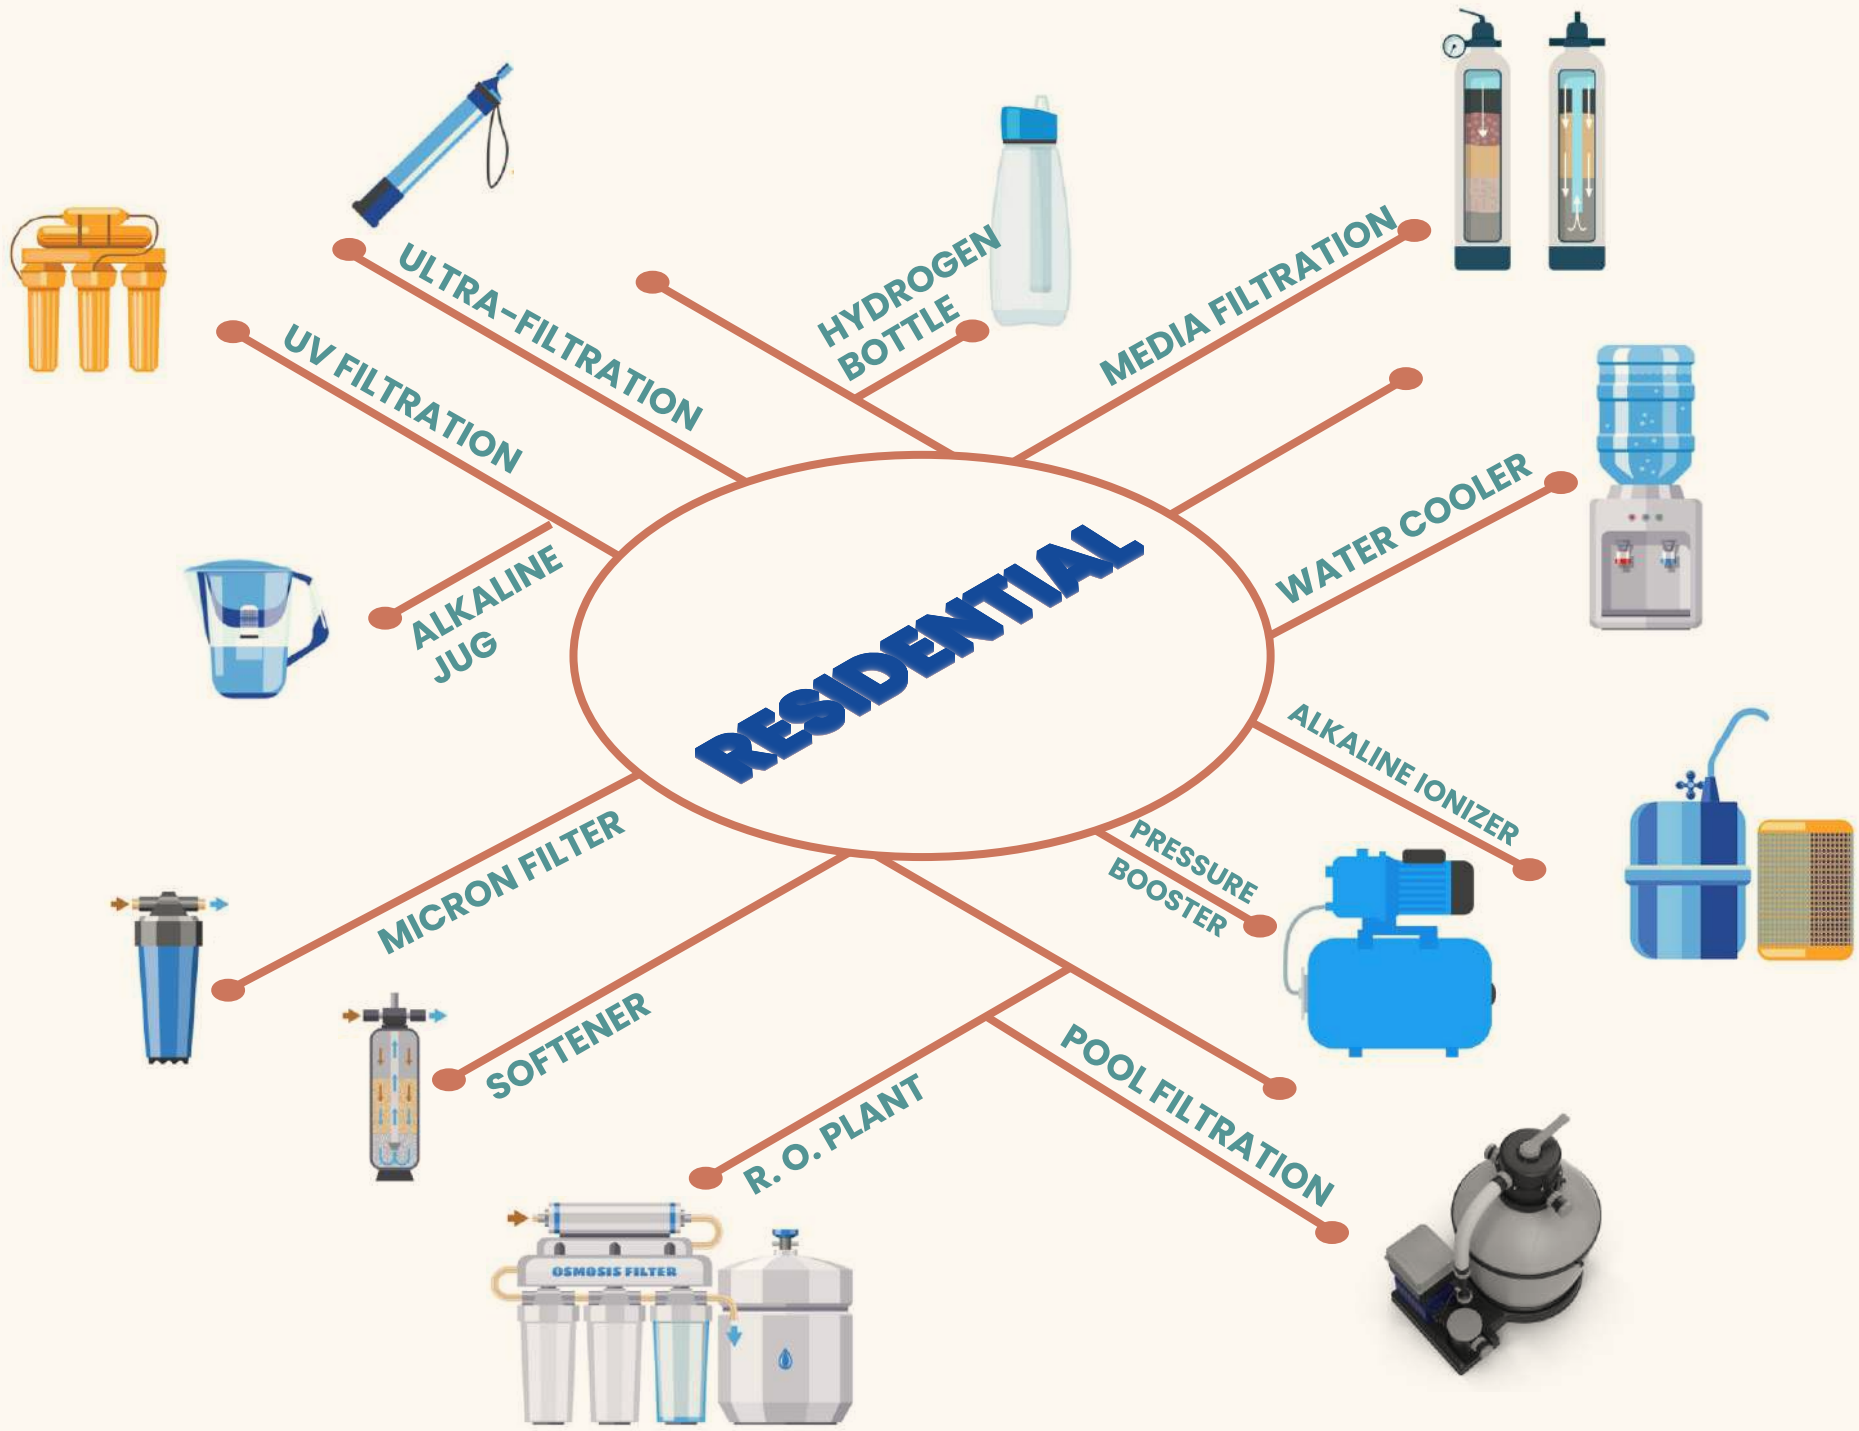 ULTRA-FILTRATION
UV FILTRATION
HYDROGEN
BOTTLE
MEDIA FILTRATION
WATER COOLER
ALKALINE
JUG
RESIDENTIAL
ALKALINE IONIZER
PRESSURE
BOOSTER
MICRON FILTER
SOFTENER
R. O. PLANT
POOL FILTRATION
OSMOSIS FILTER